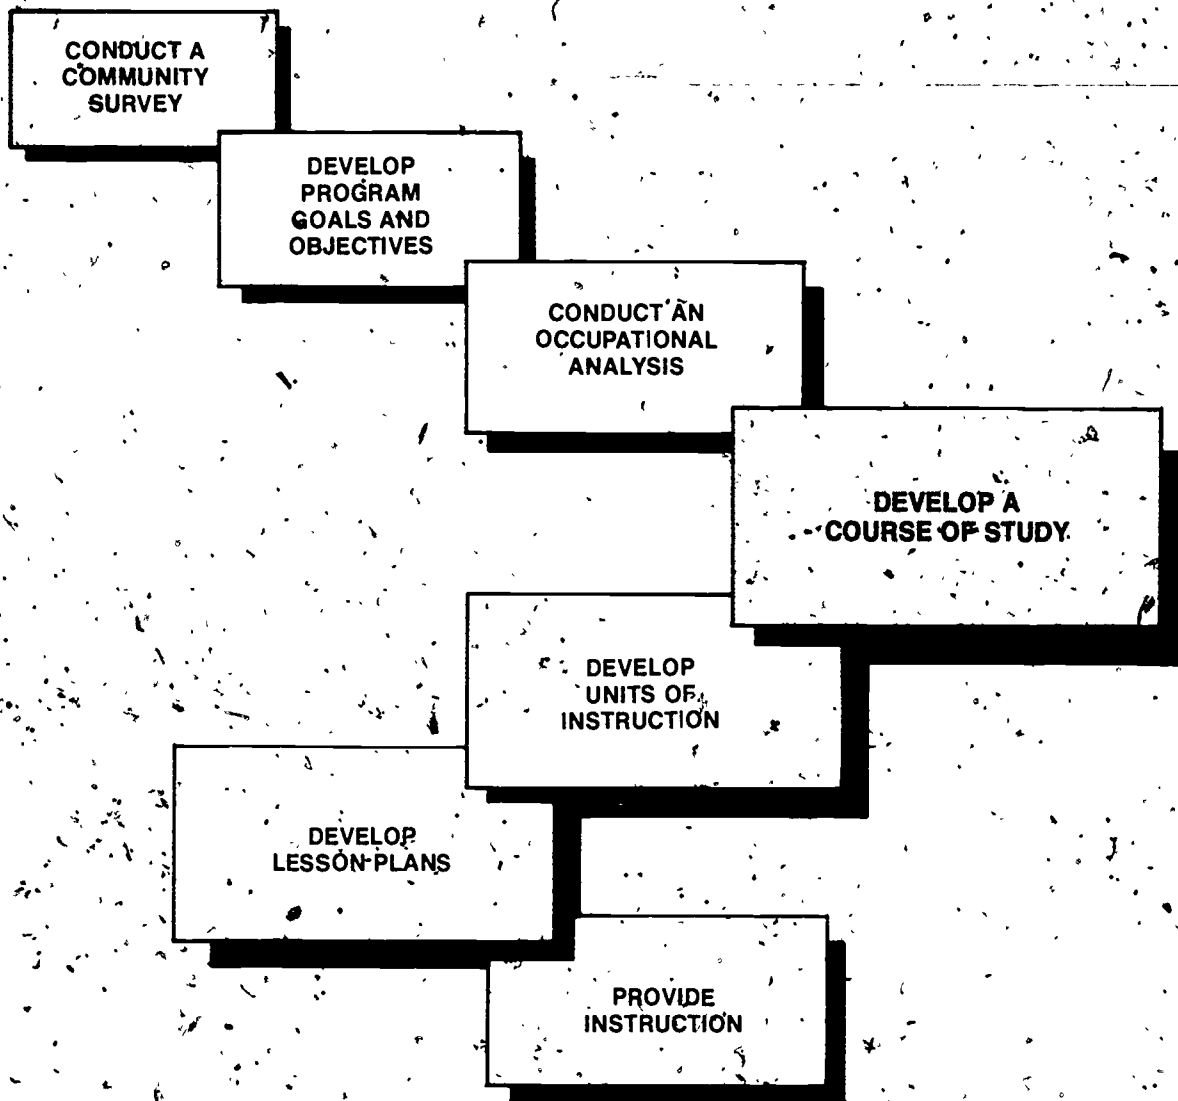 CONDUCT A
COMMUNITY
SURVEY
DEVELOP
PROGRAM
GOALS AND
OBJECTIVES
CONDUCT AN
OCCUPATIONAL
ANALYSIS
DEVELOP A
COURSE OF STUDY
DEVELOP
UNITS OF
INSTRUCTION
DEVELOP
LESSON PLANS
PROVIDE
INSTRUCTION